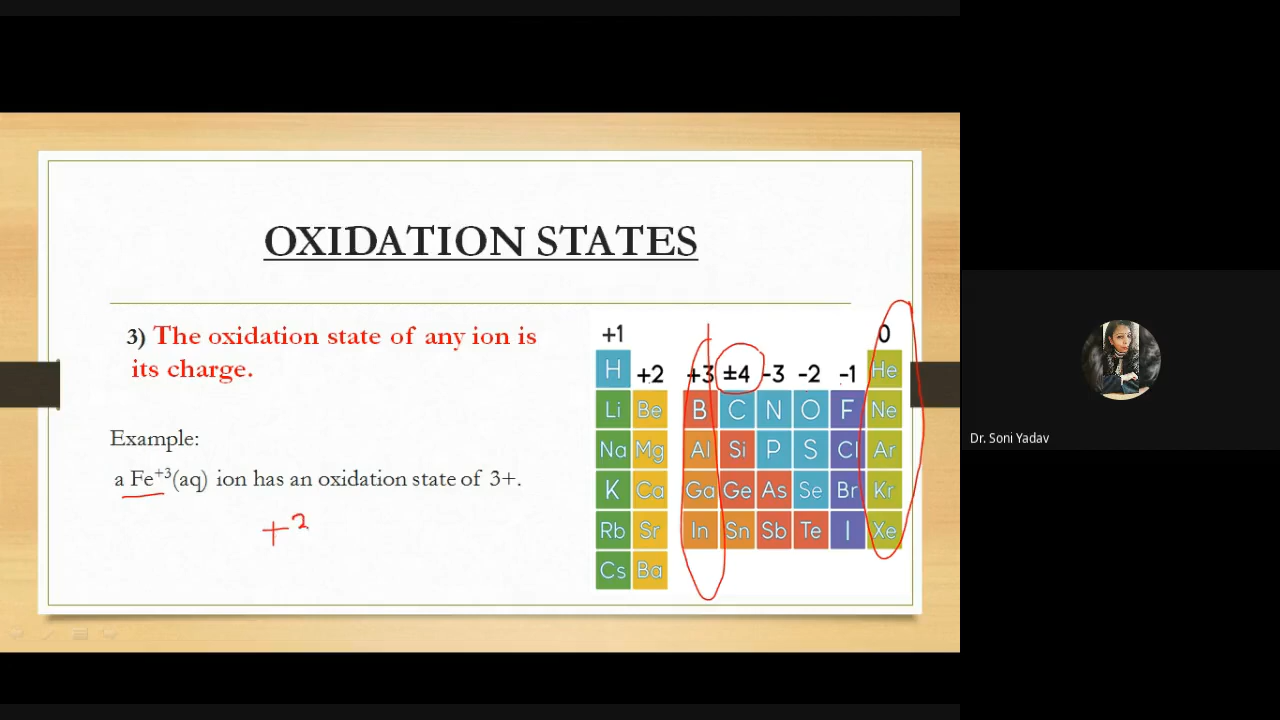 OXIDATION STATES
3) The oxidation state of any ion is
its charge.
Example:
a Fe⁺³(aq) ion has an oxidation state of 3+.
+2
+1 0
H +2 +3 ±4 -3 -2 -1 He
Li Be B C N O F Ne
Na Mg Al Si P S Cl Ar
K Ca Ga Ge As Se Br Kr
Rb Sr In Sn Sb Te I Xe
Cs Ba
Dr. Soni Yadav